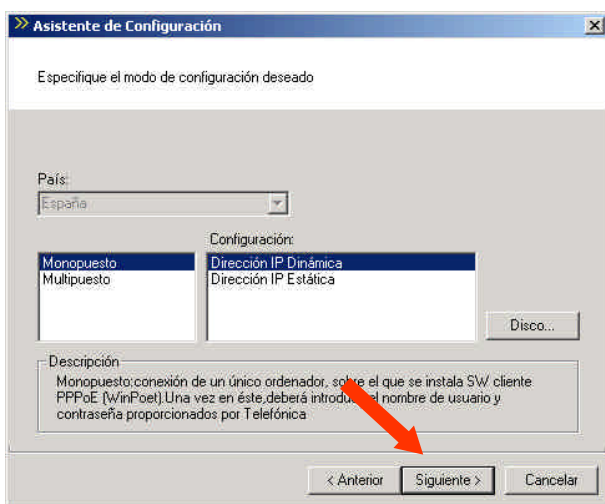 Asistente de Configuración
Especifique el modo de configuración deseado
País:
España
Configuración:
Monopuesto
Multipuesto
Dirección IP Dinámica
Dirección IP Estática
Disco...
Descripción
Monopuesto:conexión de un único ordenador, sobre el que se instala SW cliente
PPPoE (WinPoet).Una vez en éste,deberá introducir el nombre de usuario y
contraseña proporcionados por Telefónica
< Anterior
Siguiente >
Cancelar